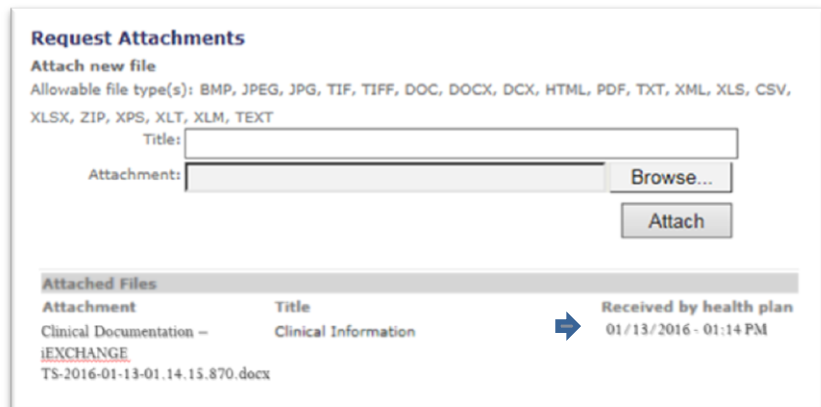 Request Attachments
Attach new file
Allowable file type(s): BMP, JPEG, JPG, TIF, TIFF, DOC, DOCX, DCX, HTML, PDF, TXT, XML, XLS, CSV,
XLSX, ZIP, XPS, XLT, XLM, TEXT
Title:
Attachment: Browse...
Attach
Attached Files
Attachment Title Received by health plan
Clinical Documentation – Clinical Information 01/13/2016 - 01:14 PM
iEXCHANGE
TS-2016-01-13-01.14.15.870.docx